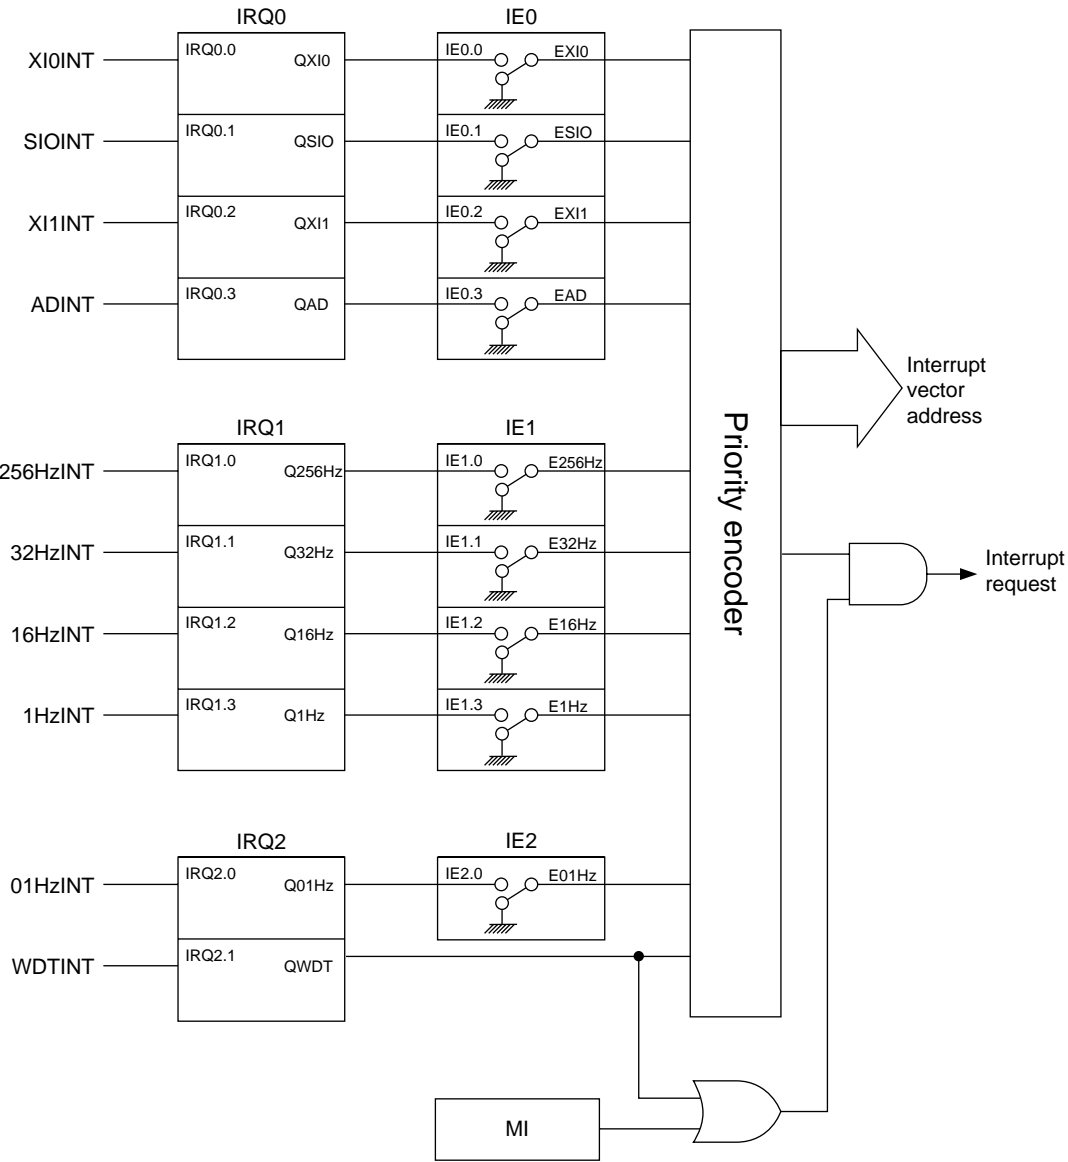 IRQ0 IE0
XI0INT IRQ0.0 QXI0 IE0.0 EXI0
SIOINT IRQ0.1 QSIO IE0.1 ESIO
XI1INT IRQ0.2 QXI1 IE0.2 EXI1
ADINT IRQ0.3 QAD IE0.3 EAD
Interrupt
vector
address
Priority encoder
IRQ1 IE1
256HzINT IRQ1.0 Q256Hz IE1.0 E256Hz
32HzINT IRQ1.1 Q32Hz IE1.1 E32Hz
Interrupt
request
16HzINT IRQ1.2 Q16Hz IE1.2 E16Hz
1HzINT IRQ1.3 Q1Hz IE1.3 E1Hz
IRQ2 IE2
01HzINT IRQ2.0 Q01Hz IE2.0 E01Hz
WDTINT IRQ2.1 QWDT
MI